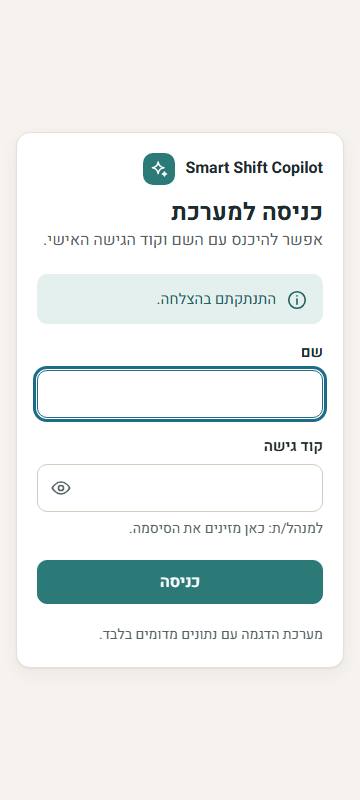 Smart Shift Copilot
כניסה למערכת
אפשר להיכנס עם השם וקוד הגישה האישי.
התנתקתם בהצלחה.
שם
קוד גישה
למנהל/ת: כאן מזינים את הסיסמה.
כניסה
מערכת הדגמה עם נתונים מדומים בלבד.